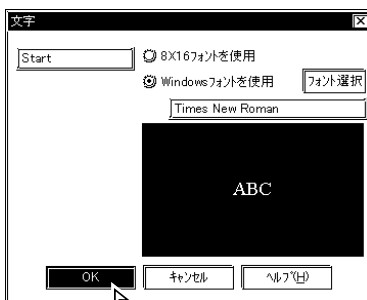 文字
Start
8X16フォントを使用
Windowsフォントを使用
フォント選択
Times New Roman
ABC
OK
キャンセル
ヘルプ(H)